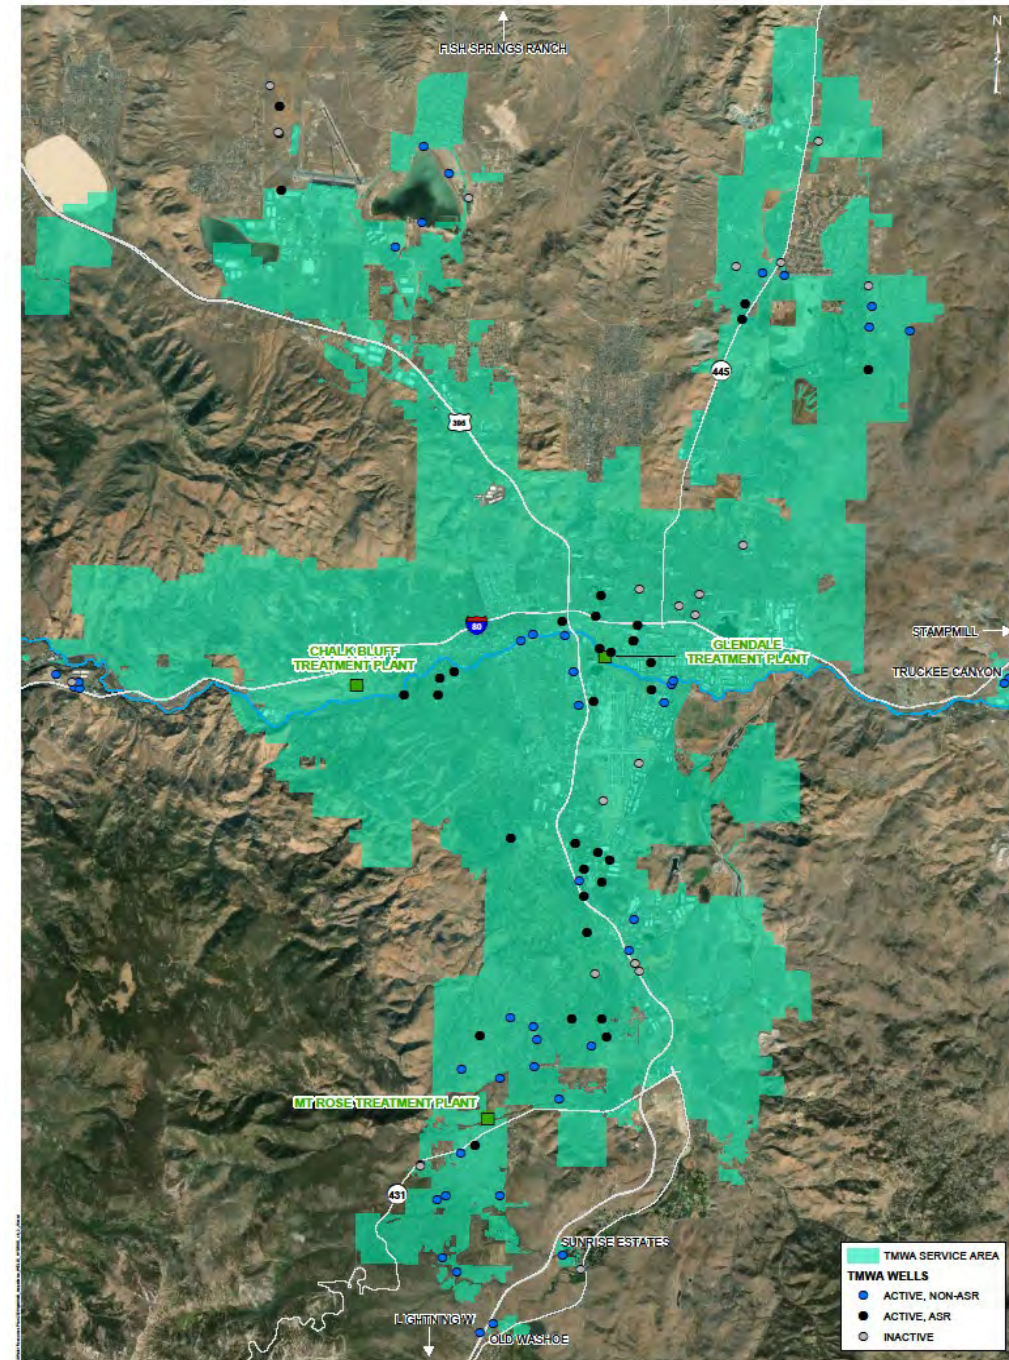 N
FISH SPRINGS RANCH
445
395
80
STAMPMILL
CHALK BLUFF
TREATMENT PLANT
GLENDALE
TREATMENT PLANT
TRUCKEE CANYON
MT ROSE TREATMENT PLANT
431
SUNRISE ESTATES
LIGHTNING W
OLD WASHOE
TMWA SERVICE AREA
TMWA WELLS
ACTIVE, NON-ASR
ACTIVE, ASR
INACTIVE